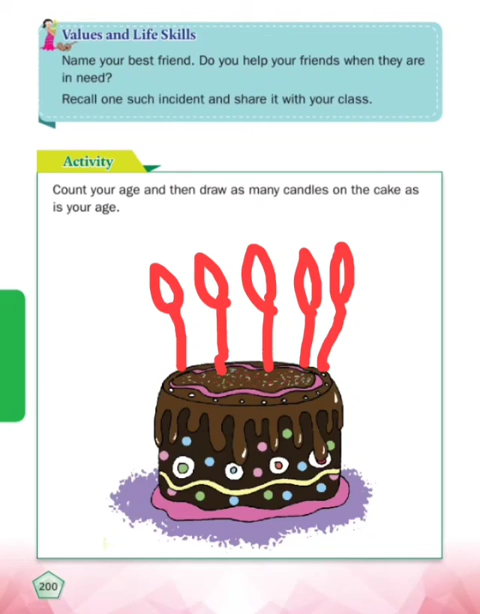 Values and Life Skills
Name your best friend. Do you help your friends when they are
in need?
Recall one such incident and share it with your class.
Activity
Count your age and then draw as many candles on the cake as
is your age.
200